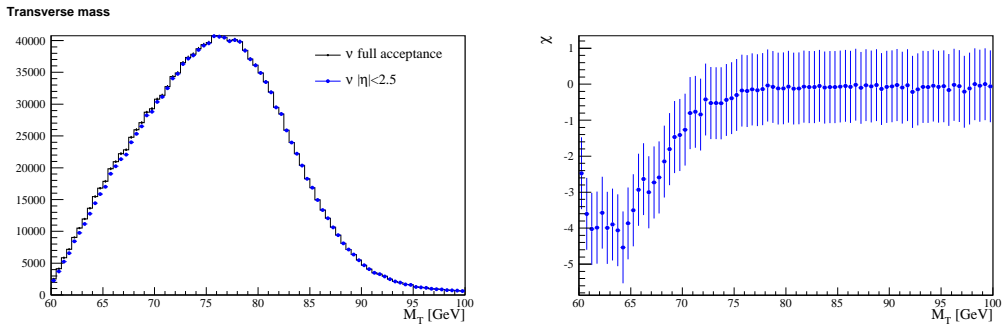 Transverse mass
40000
35000
30000
25000
20000
15000
10000
5000
0
60 65 70 75 80 85 90 95 100
M_T [GeV]
ν full acceptance
ν |η|<2.5
χ
1
0
-1
-2
-3
-4
-5
60 65 70 75 80 85 90 95 100
M_T [GeV]